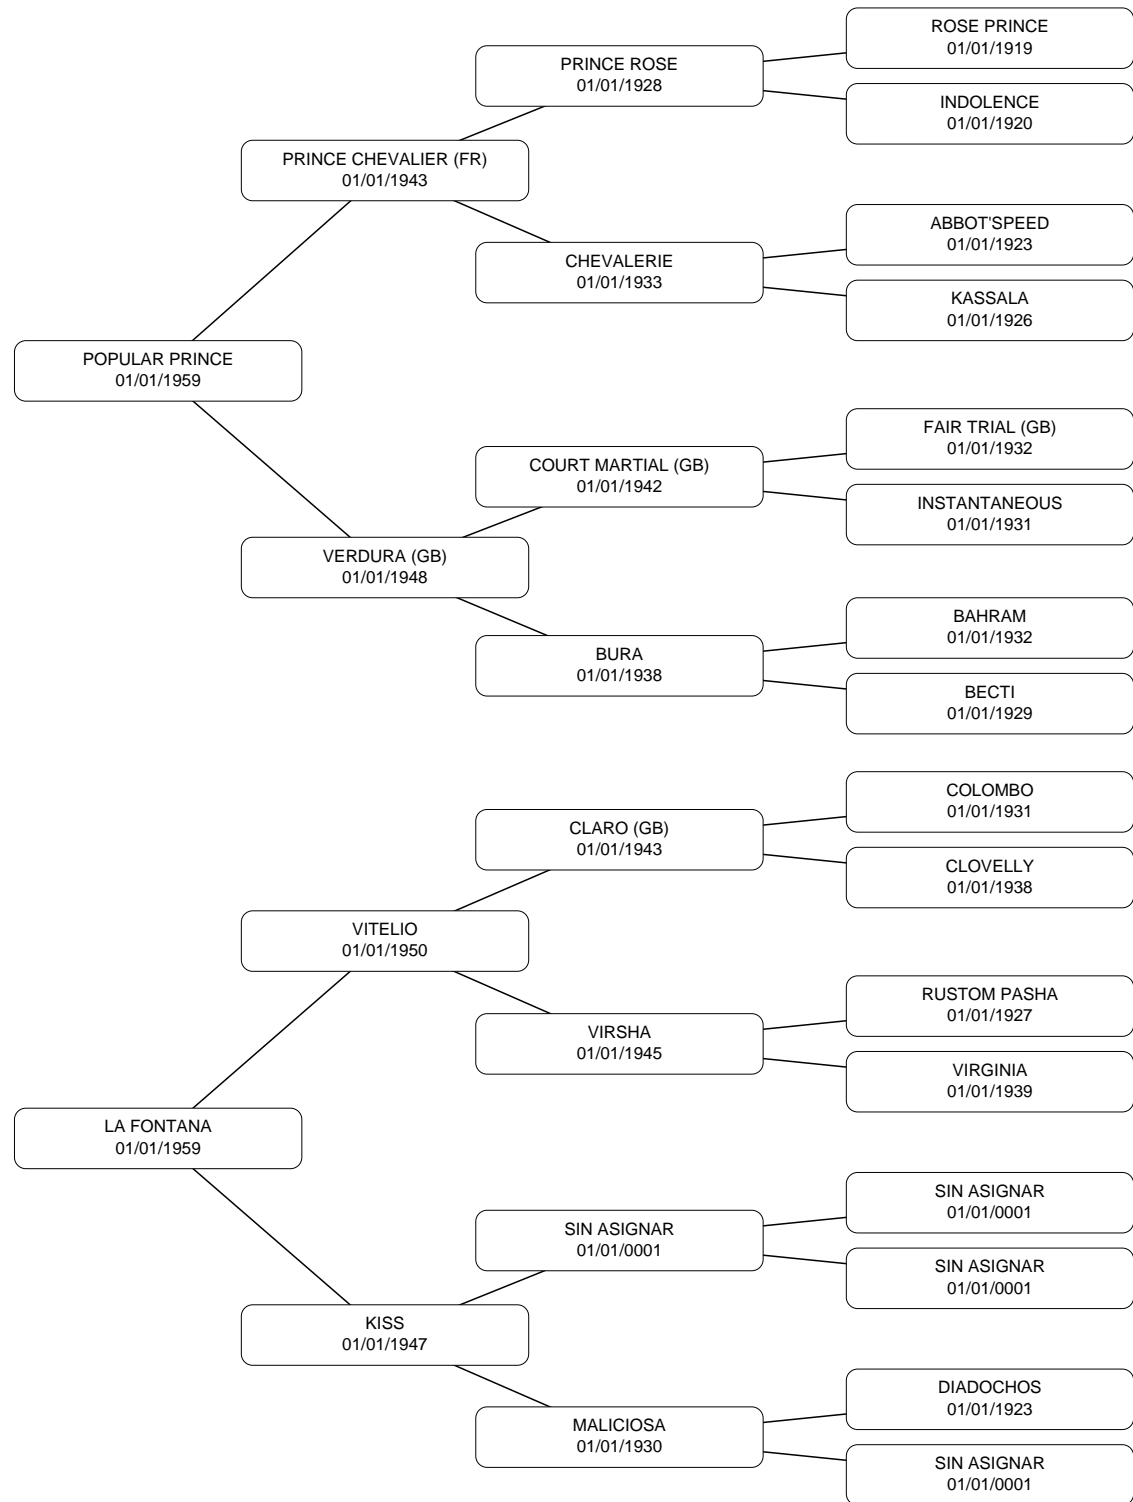 ROSE PRINCE
01/01/1919
PRINCE ROSE
01/01/1928
INDOLENCE
01/01/1920
PRINCE CHEVALIER (FR)
01/01/1943
ABBOT'SPEED
01/01/1923
CHEVALERIE
01/01/1933
KASSALA
01/01/1926
POPULAR PRINCE
01/01/1959
FAIR TRIAL (GB)
01/01/1932
COURT MARTIAL (GB)
01/01/1942
INSTANTANEOUS
01/01/1931
VERDURA (GB)
01/01/1948
BAHRAM
01/01/1932
BURA
01/01/1938
BECTI
01/01/1929
COLOMBO
01/01/1931
CLARO (GB)
01/01/1943
CLOVELLY
01/01/1938
VITELIO
01/01/1950
RUSTOM PASHA
01/01/1927
VIRSHA
01/01/1945
VIRGINIA
01/01/1939
LA FONTANA
01/01/1959
SIN ASIGNAR
01/01/0001
SIN ASIGNAR
01/01/0001
SIN ASIGNAR
01/01/0001
KISS
01/01/1947
DIADOCHOS
01/01/1923
MALICIOSA
01/01/1930
SIN ASIGNAR
01/01/0001